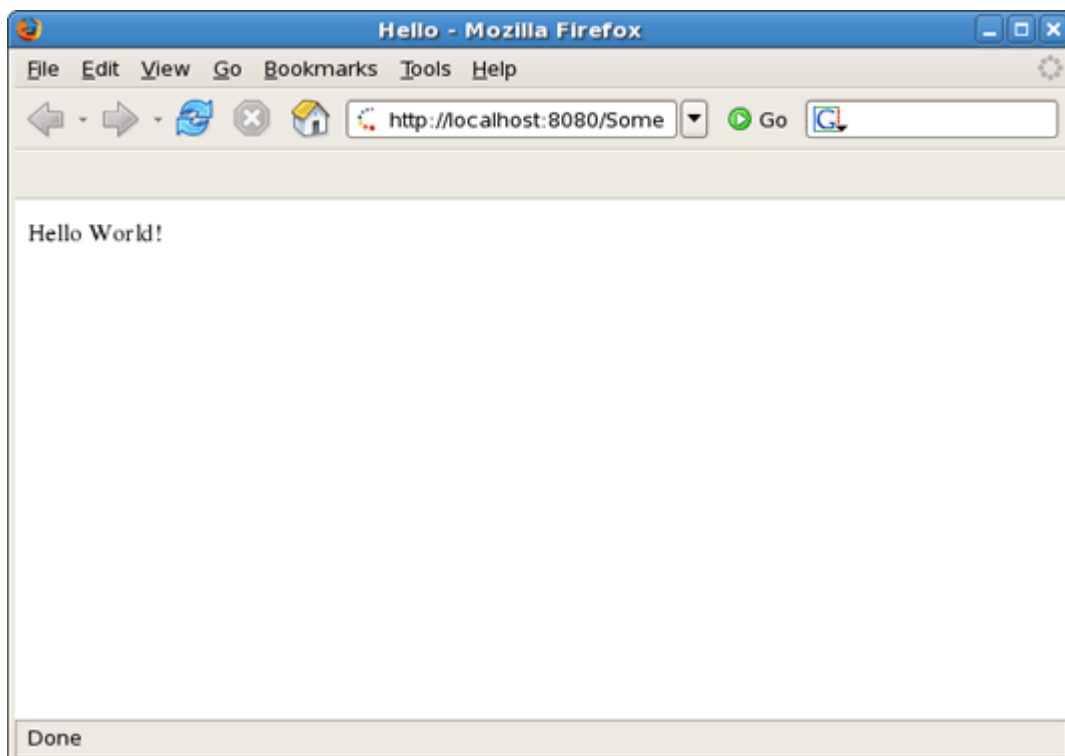 Hello - Mozilla Firefox
File Edit View Go Bookmarks Tools Help
http://localhost:8080/Some Go G
Hello World!
Done